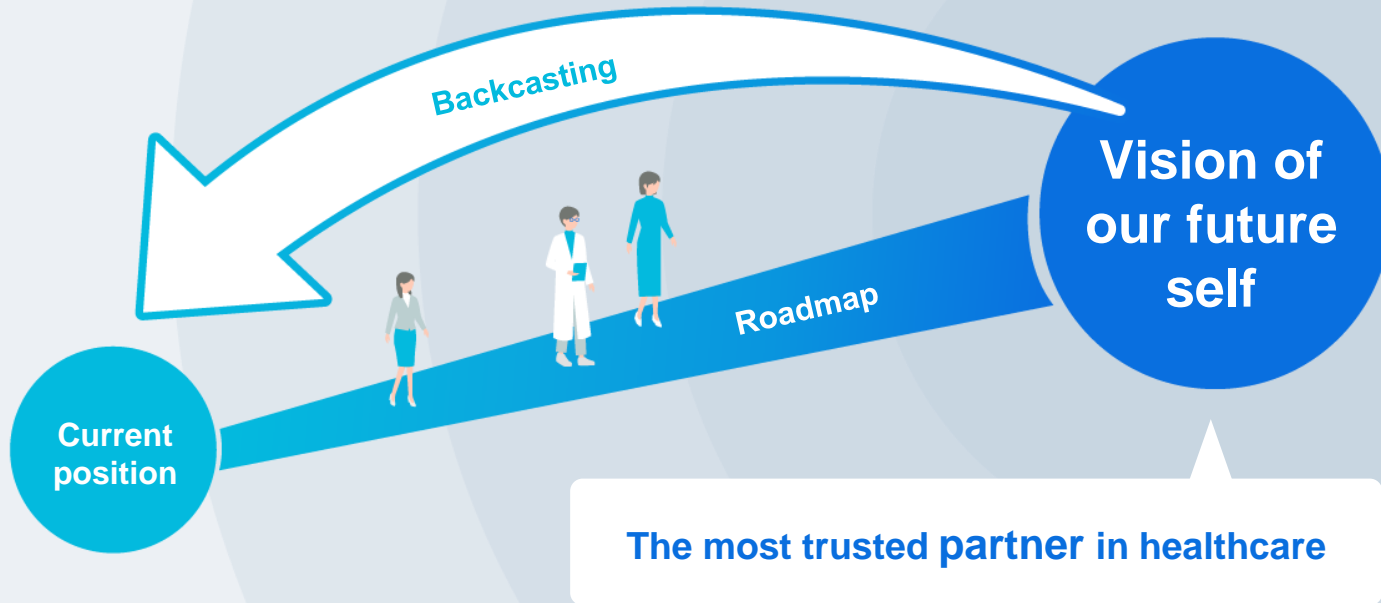 Backcasting
Vision of
our future
self
Roadmap
Current
position
The most trusted partner in healthcare